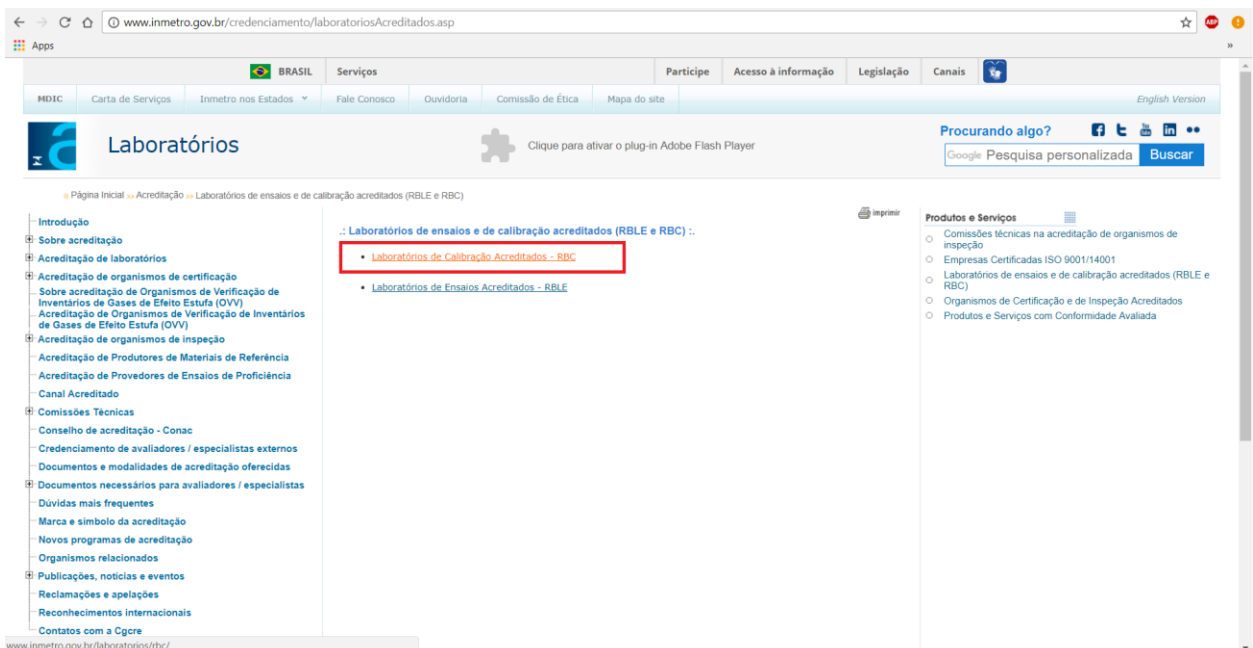 www.inmetro.gov.br/credenciamento/laboratoriosAcreditados.asp
ABP
Apps
»
BRASIL Serviços Participe Acesso à informação Legislação Canais
MDIC Carta de Serviços Inmetro nos Estados Fale Conosco Ouvidoria Comissão de Ética Mapa do site English Version
Laboratórios
Clique para ativar o plug-in Adobe Flash Player
Procurando algo?
Google Pesquisa personalizada Buscar
Página Inicial »» Acreditação »» Laboratórios de ensaios e de calibração acreditados (RBLE e RBC)
Introdução
Sobre acreditação
Acreditação de laboratórios
Acreditação de organismos de certificação
Sobre acreditação de Organismos de Verificação de
Inventários de Gases de Efeito Estufa (OVV)
Acreditação de Organismos de Verificação de Inventários
de Gases de Efeito Estufa (OVV)
Acreditação de organismos de inspeção
Acreditação de Produtores de Materiais de Referência
Acreditação de Provedores de Ensaios de Proficiência
Canal Acreditado
Comissões Técnicas
Conselho de acreditação - Conac
Credenciamento de avaliadores / especialistas externos
Documentos e modalidades de acreditação oferecidas
Documentos necessários para avaliadores / especialistas
Dúvidas mais frequentes
Marca e símbolo da acreditação
Novos programas de acreditação
Organismos relacionados
Publicações, notícias e eventos
Reclamações e apelações
Reconhecimentos internacionais
Contatos com a Cgcre
www.inmetro.gov.br/laboratorios/rbc/
imprimir
.: Laboratórios de ensaios e de calibração acreditados (RBLE e RBC) :.
• Laboratórios de Calibração Acreditados - RBC
• Laboratórios de Ensaios Acreditados - RBLE
Produtos e Serviços
Comissões técnicas na acreditação de organismos de
inspeção
Empresas Certificadas ISO 9001/14001
Laboratórios de ensaios e de calibração acreditados (RBLE e
RBC)
Organismos de Certificação e de Inspeção Acreditados
Produtos e Serviços com Conformidade Avaliada